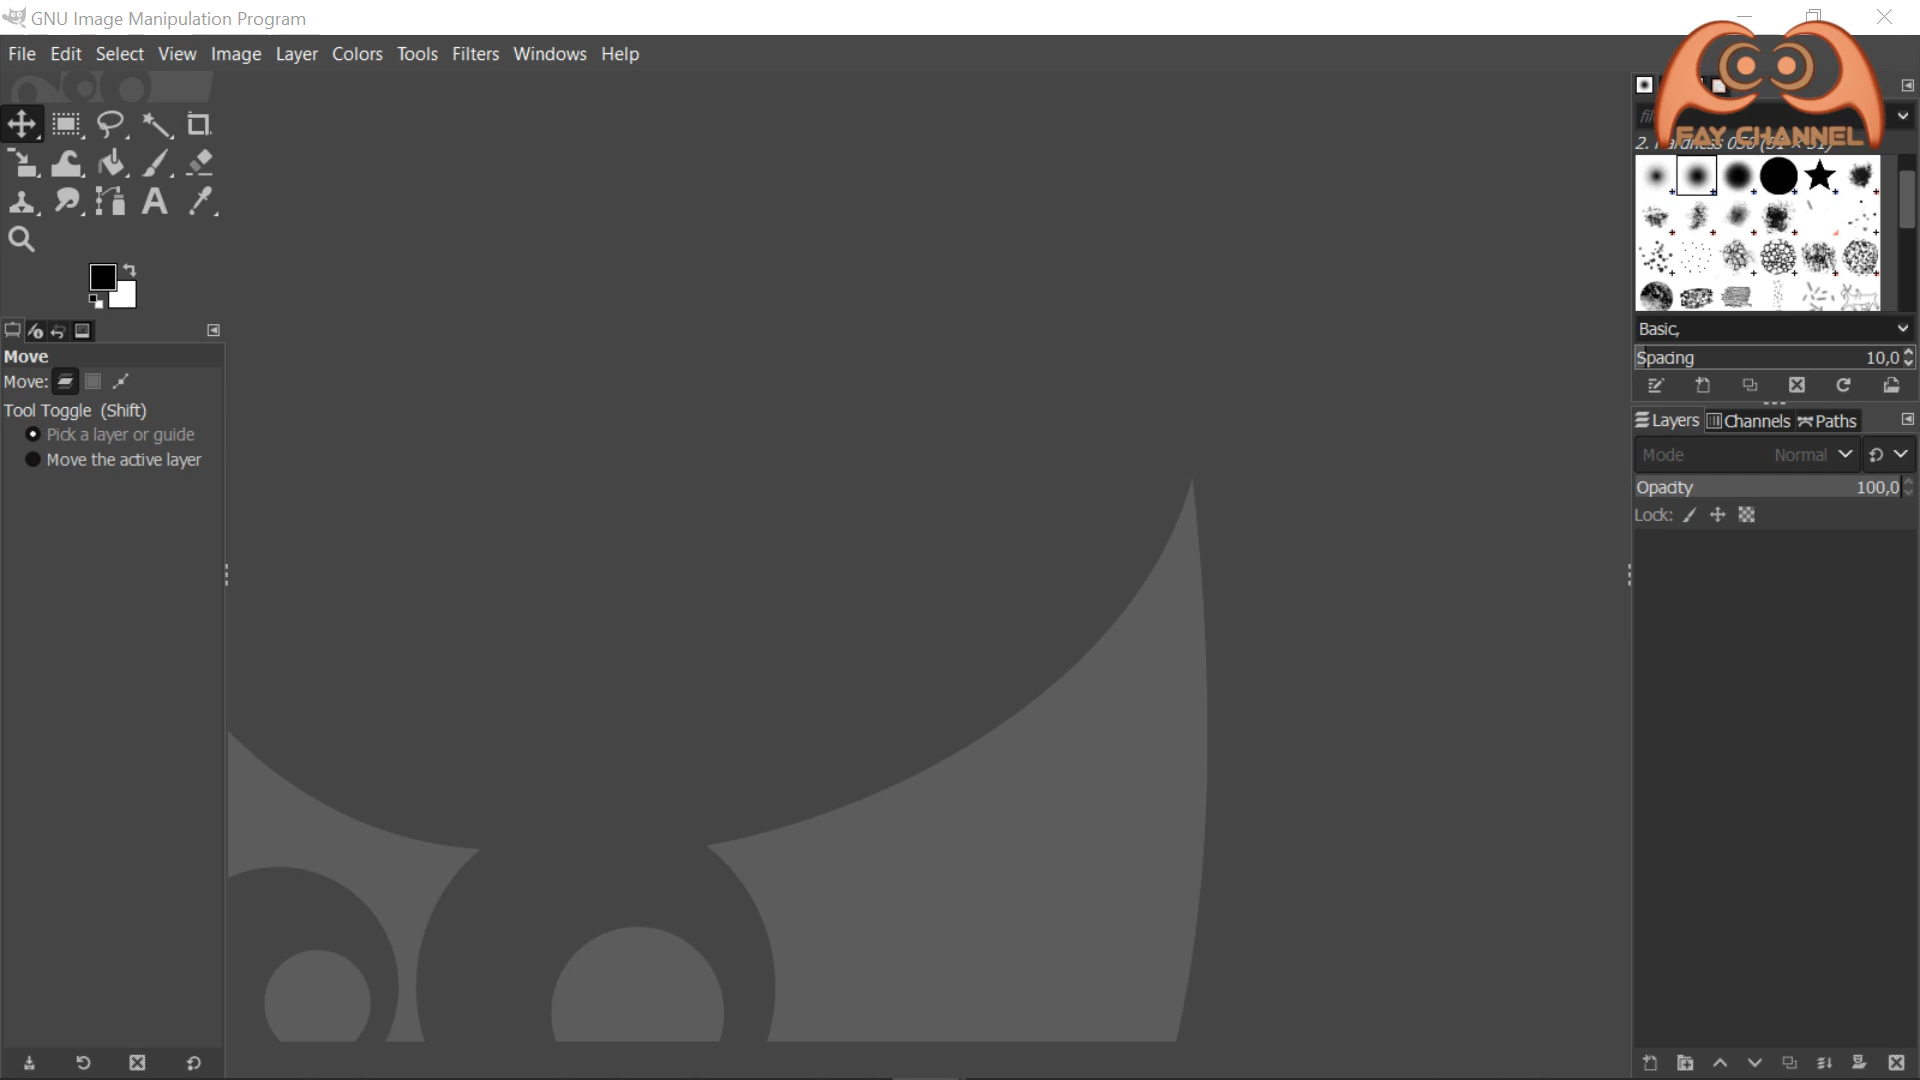 GNU Image Manipulation Program
File Edit Select View Image Layer Colors Tools Filters Windows Help
FAY CHANNEL
2. Hardness 050 (51 × 51)
Basic,
Spacing 10,0
Move
Move:
Tool Toggle (Shift)
Pick a layer or guide
Move the active layer
Layers Channels Paths
Mode Normal
Opacity 100,0
Lock: